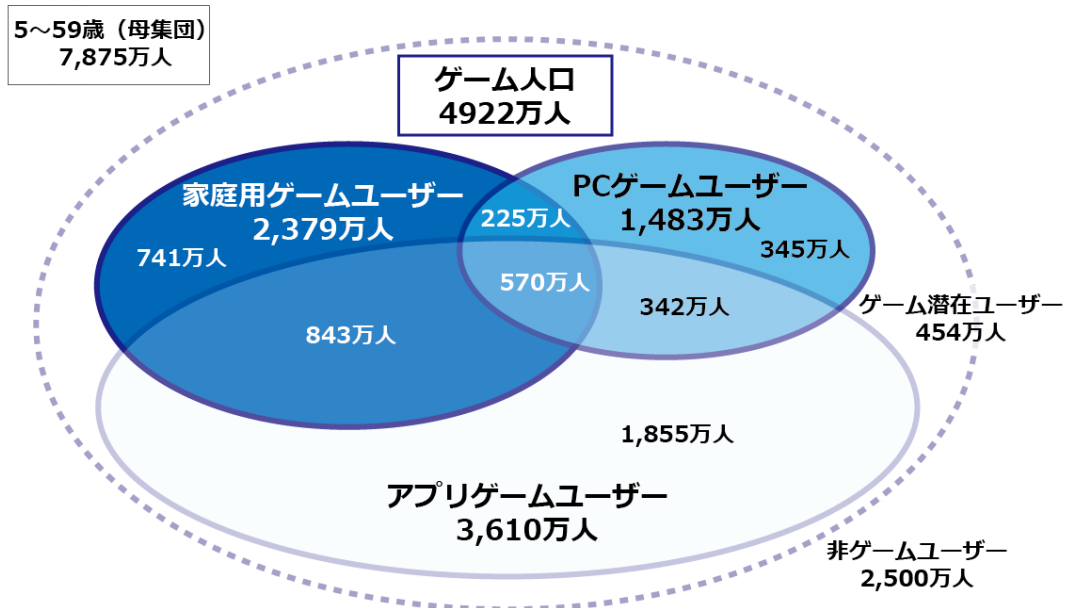 5~59歳（母集団）
7,875万人
ゲーム人口
4922万人
家庭用ゲームユーザー
2,379万人
PCゲームユーザー
1,483万人
225万人
741万人
345万人
570万人
342万人
843万人
ゲーム潜在ユーザー
454万人
1,855万人
アプリゲームユーザー
3,610万人
非ゲームユーザー
2,500万人